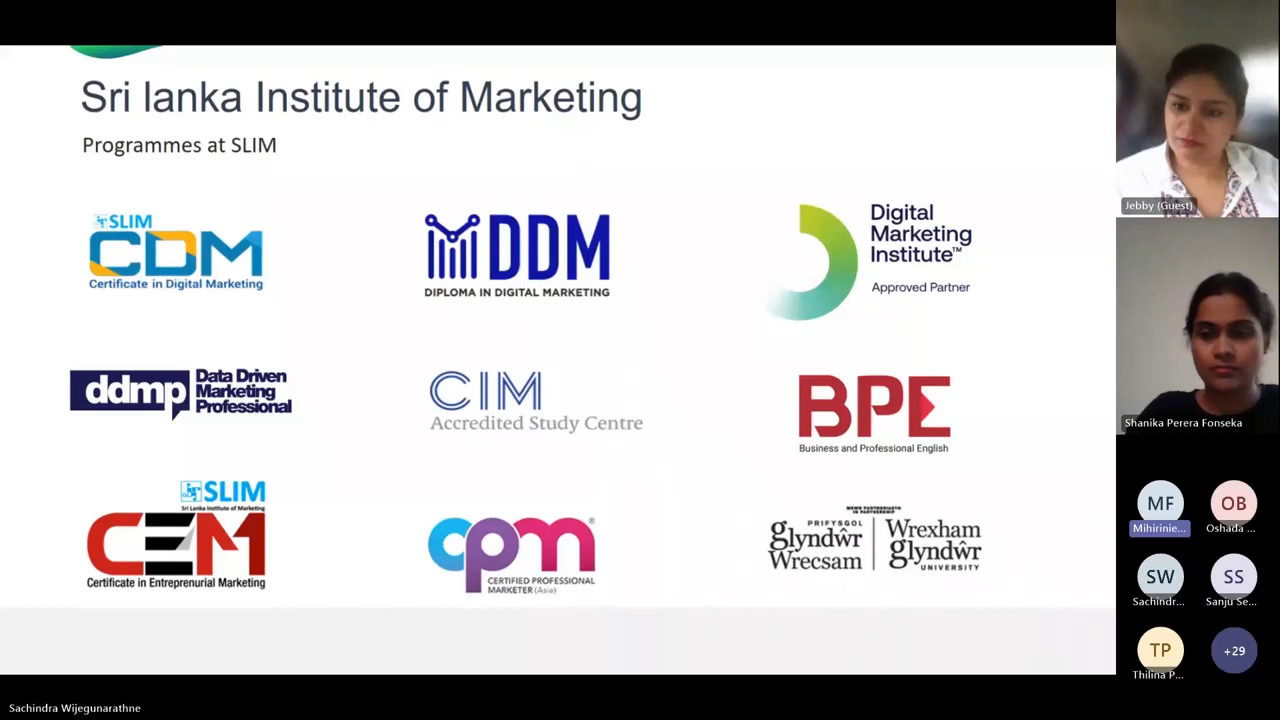 Sri lanka Institute of Marketing
Programmes at SLIM
SLIM
CDM
Certificate in Digital Marketing
DDM
DIPLOMA IN DIGITAL MARKETING
Digital
Marketing
Institute™
Approved Partner
ddmp
Data Driven
Marketing
Professional
CIM
Accredited Study Centre
BPE
Business and Professional English
SLIM
Sri Lanka Institute of Marketing
CEM
Certificate in Entreprenurial Marketing
cpm®
CERTIFIED PROFESSIONAL
MARKETER (Asia)
PRIFYSGOL
glyndŵr
Wrecsam
Wrexham
glyndŵr
UNIVERSITY
Jebby (Guest)
Shanika Perera Fonseka
MF
OB
Mihirinie...
Oshada ...
SW
SS
Sachindr...
Sanju Se...
TP
+29
Thilina P...
Sachindra Wijegunarathne